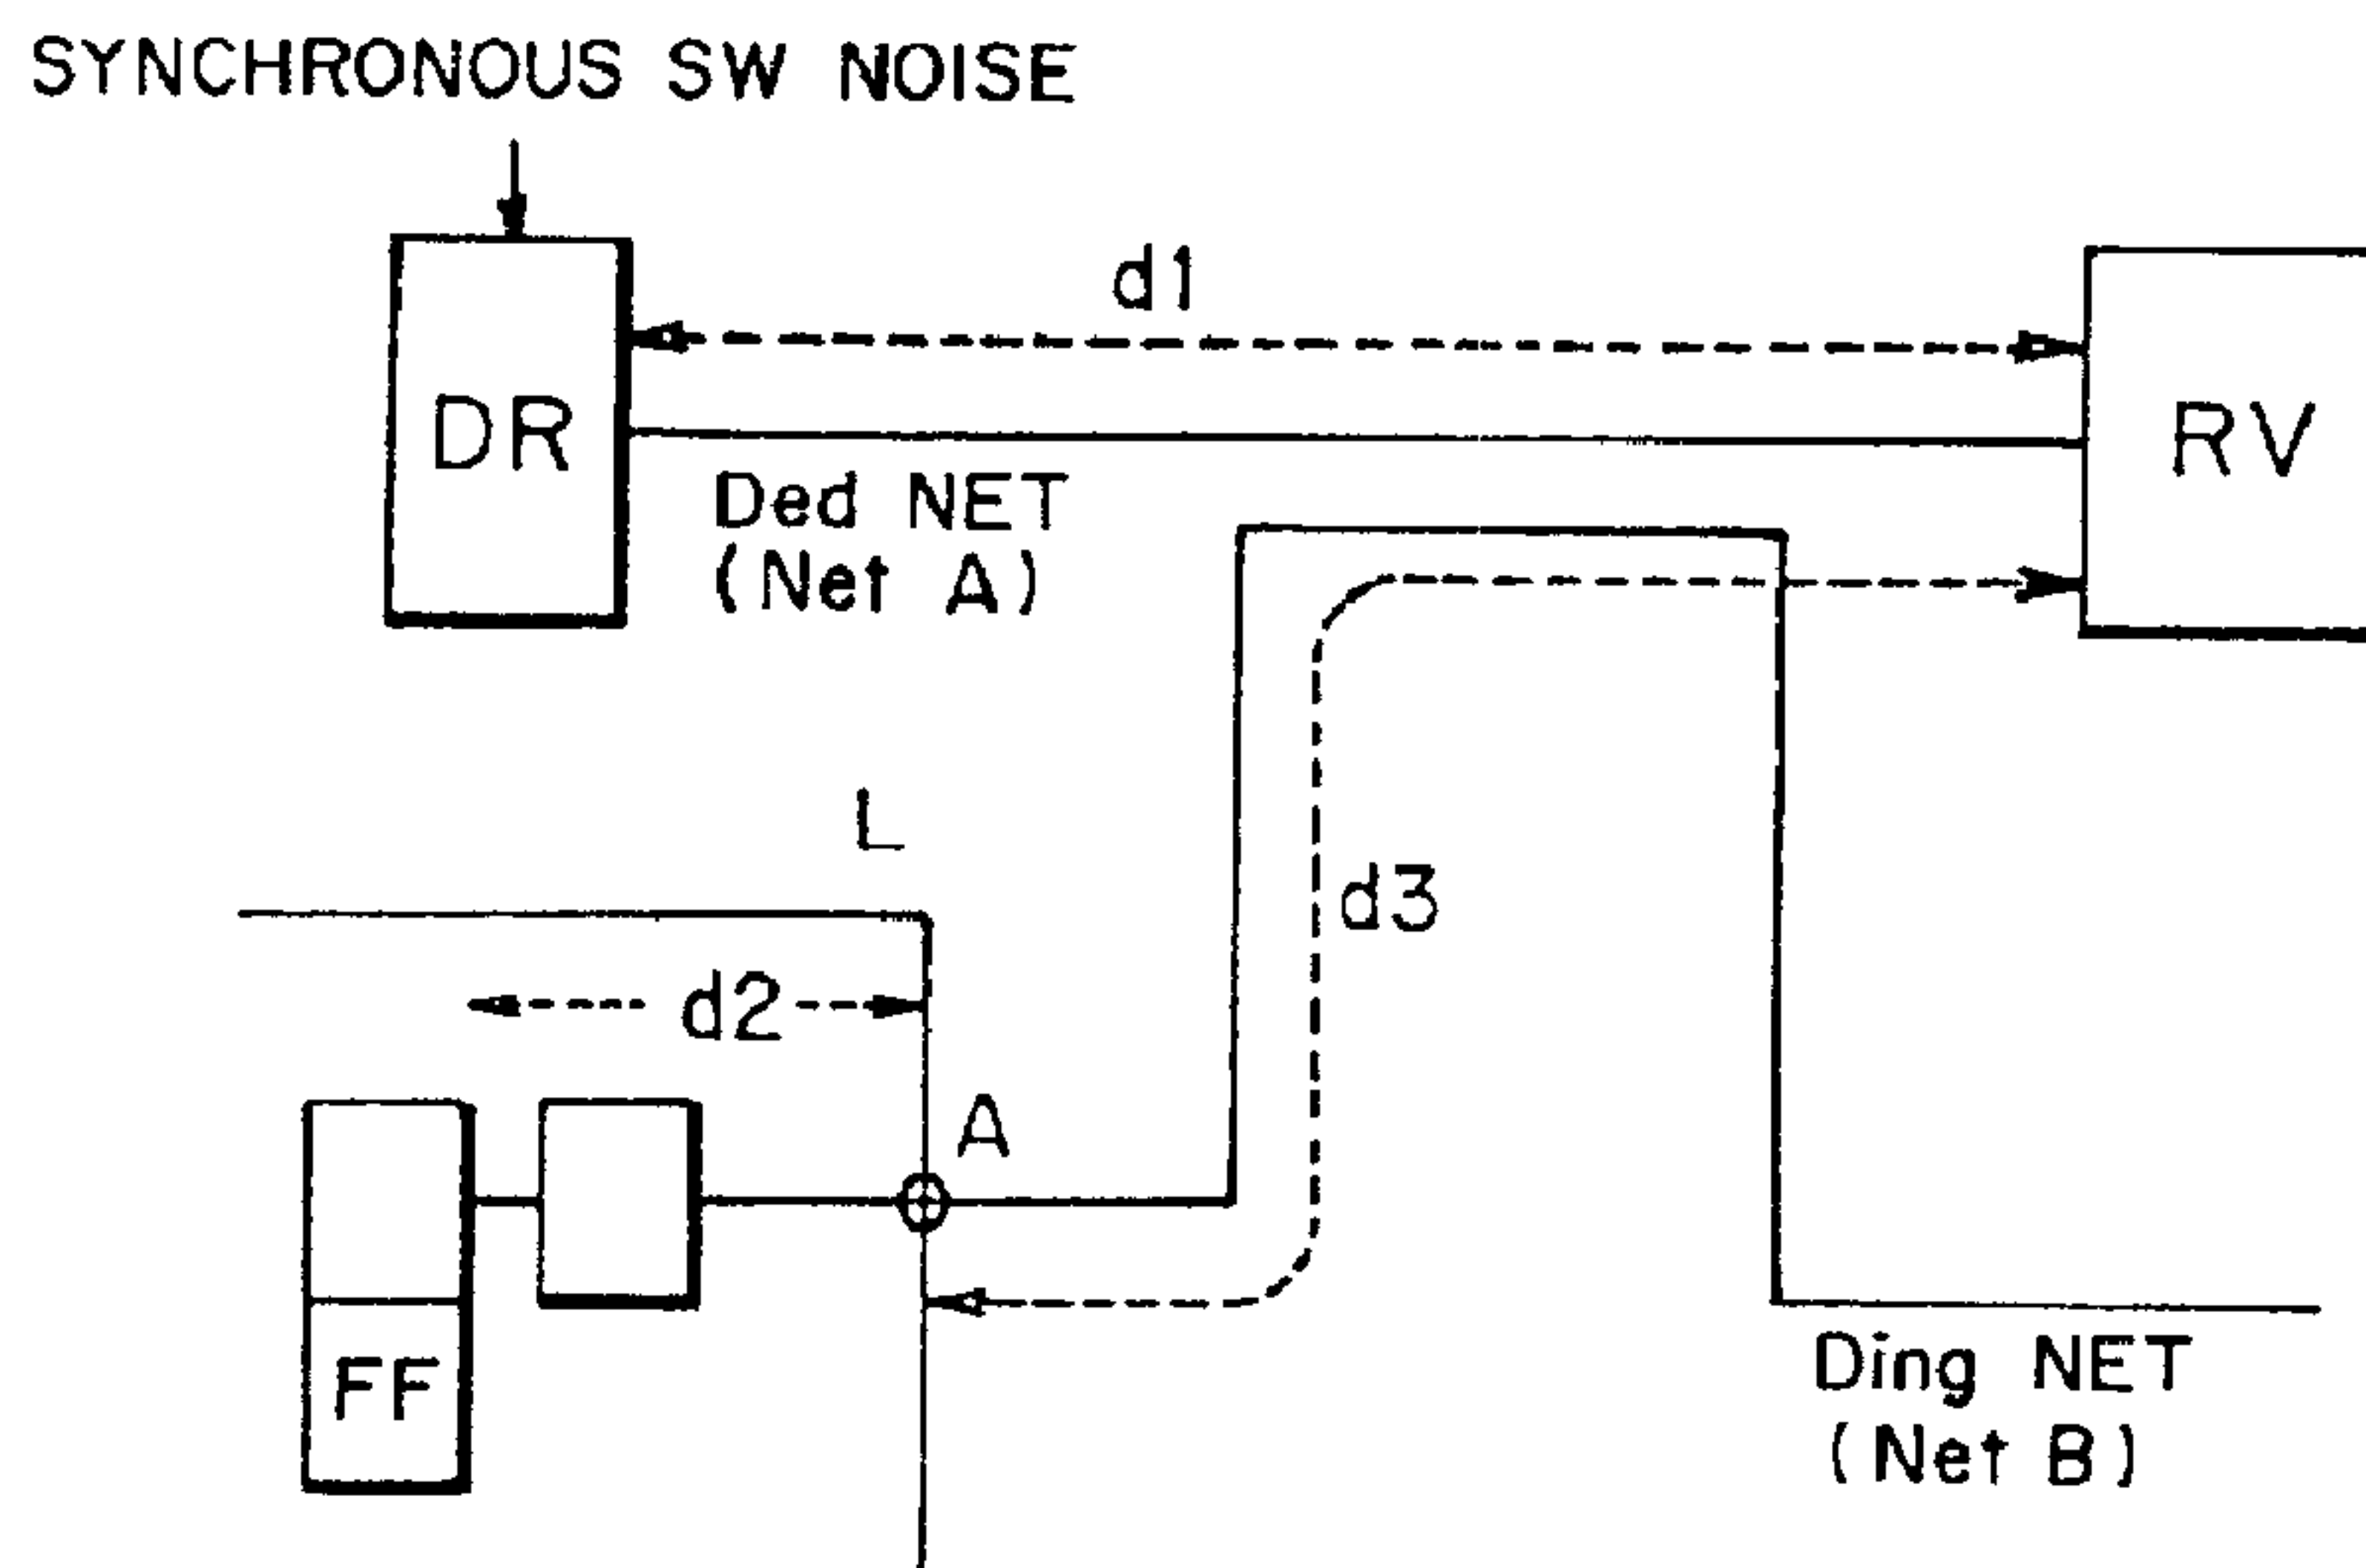 SYNCHRONOUS SW NOISE
d1
DR
RV
Ded NET
(Net A)
L
d3
d2
A
FF
Ding NET
(Net B)